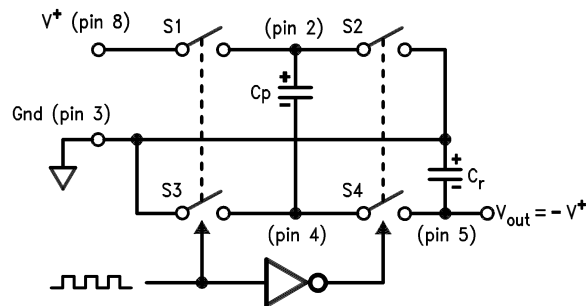 V+ (pin 8)
S1
(pin 2)
S2
+
Cp
−
Gnd (pin 3)
+
Cr
−
S3
S4
(pin 4)
(pin 5)
Vout = − V+